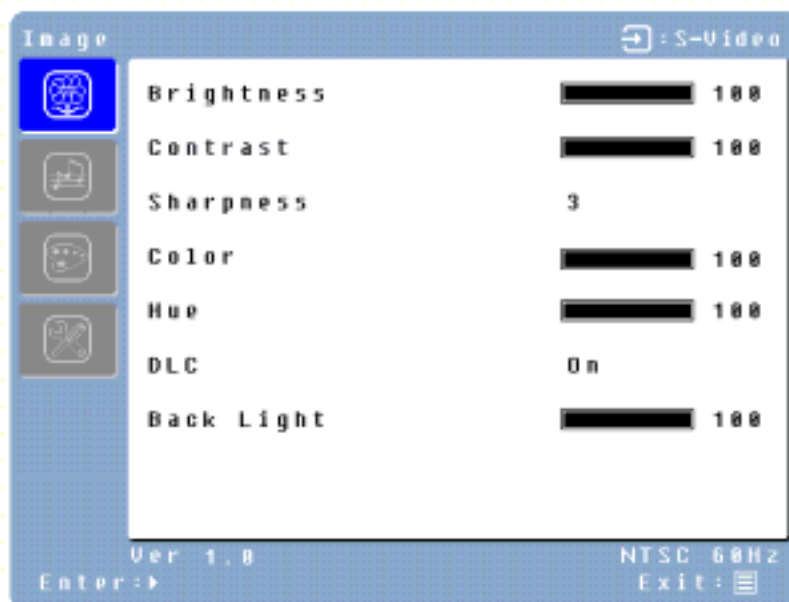 Image :S-Video
Brightness 100
Contrast 100
Sharpness 3
Color 100
Hue 100
DLC On
Back Light 100
Ver 1.0 NTSC 60Hz
Enter: Exit: